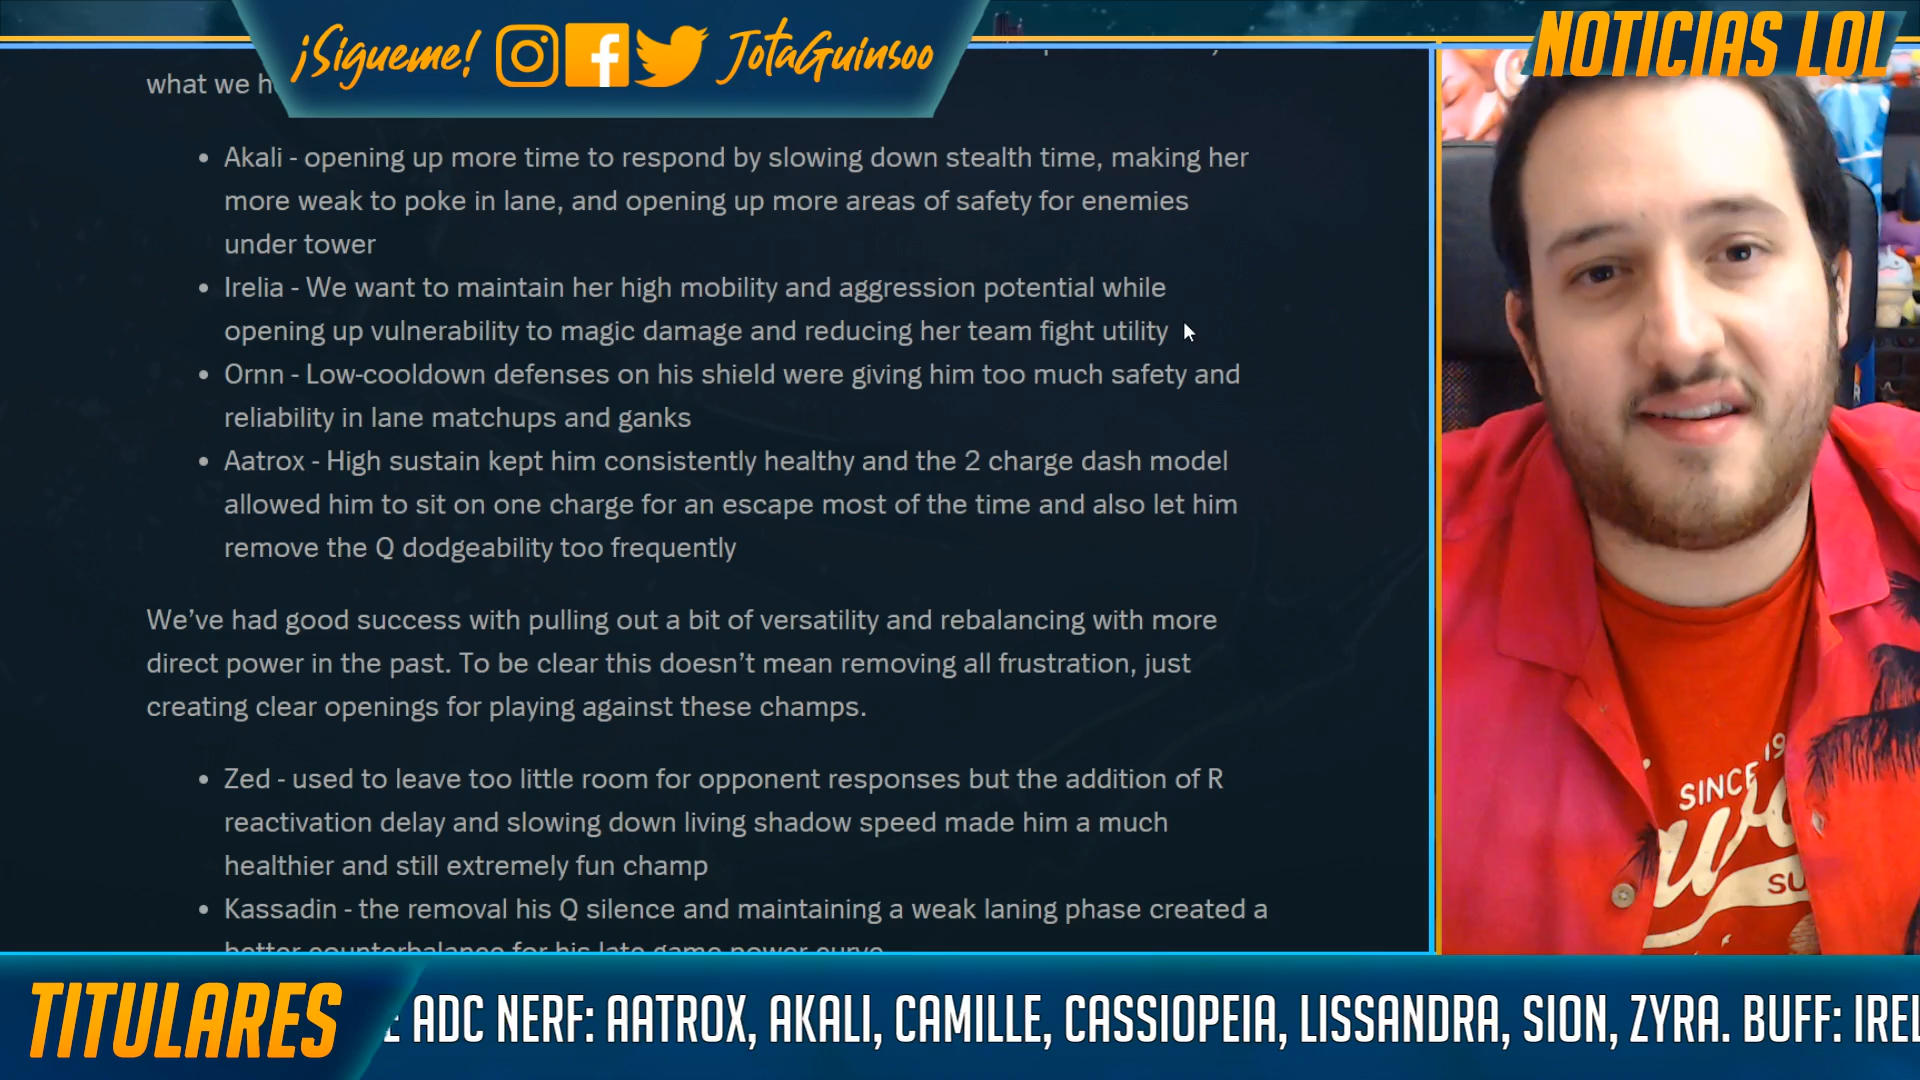 ¡Sígueme! JotaGuinsoo
NOTICIAS LOL
what we h
• Akali - opening up more time to respond by slowing down stealth time, making her
more weak to poke in lane, and opening up more areas of safety for enemies
under tower
• Irelia - We want to maintain her high mobility and aggression potential while
opening up vulnerability to magic damage and reducing her team fight utility
• Ornn - Low-cooldown defenses on his shield were giving him too much safety and
reliability in lane matchups and ganks
• Aatrox - High sustain kept him consistently healthy and the 2 charge dash model
allowed him to sit on one charge for an escape most of the time and also let him
remove the Q dodgeability too frequently
We’ve had good success with pulling out a bit of versatility and rebalancing with more
direct power in the past. To be clear this doesn’t mean removing all frustration, just
creating clear openings for playing against these champs.
• Zed - used to leave too little room for opponent responses but the addition of R
reactivation delay and slowing down living shadow speed made him a much
healthier and still extremely fun champ
• Kassadin - the removal his Q silence and maintaining a weak laning phase created a
better counterbalance for his late game power curve
SINCE 19
SU
TITULARES
ADC NERF: AATROX, AKALI, CAMILLE, CASSIOPEIA, LISSANDRA, SION, ZYRA. BUFF: IREL